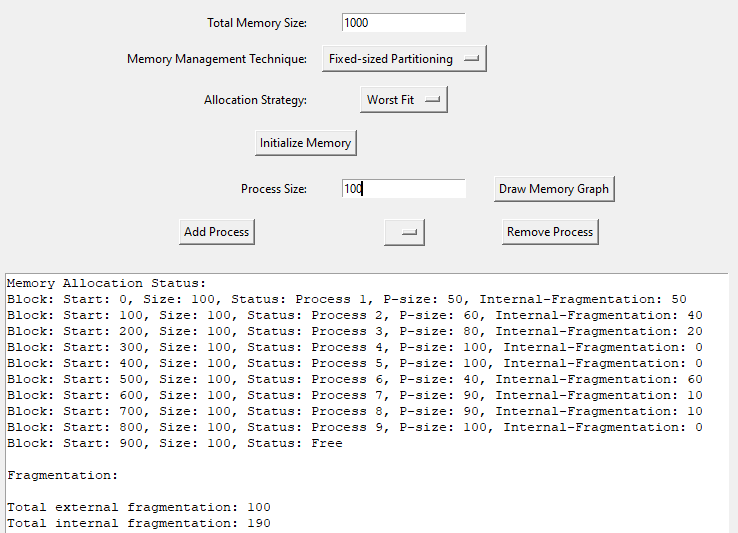 Total Memory Size: 1000
Memory Management Technique: Fixed-sized Partitioning
Allocation Strategy: Worst Fit
Initialize Memory
Process Size: 100 Draw Memory Graph
Add Process Remove Process
Memory Allocation Status:
Block: Start: 0, Size: 100, Status: Process 1, P-size: 50, Internal-Fragmentation: 50
Block: Start: 100, Size: 100, Status: Process 2, P-size: 60, Internal-Fragmentation: 40
Block: Start: 200, Size: 100, Status: Process 3, P-size: 80, Internal-Fragmentation: 20
Block: Start: 300, Size: 100, Status: Process 4, P-size: 100, Internal-Fragmentation: 0
Block: Start: 400, Size: 100, Status: Process 5, P-size: 100, Internal-Fragmentation: 0
Block: Start: 500, Size: 100, Status: Process 6, P-size: 40, Internal-Fragmentation: 60
Block: Start: 600, Size: 100, Status: Process 7, P-size: 90, Internal-Fragmentation: 10
Block: Start: 700, Size: 100, Status: Process 8, P-size: 90, Internal-Fragmentation: 10
Block: Start: 800, Size: 100, Status: Process 9, P-size: 100, Internal-Fragmentation: 0
Block: Start: 900, Size: 100, Status: Free
Fragmentation:
Total external fragmentation: 100
Total internal fragmentation: 190